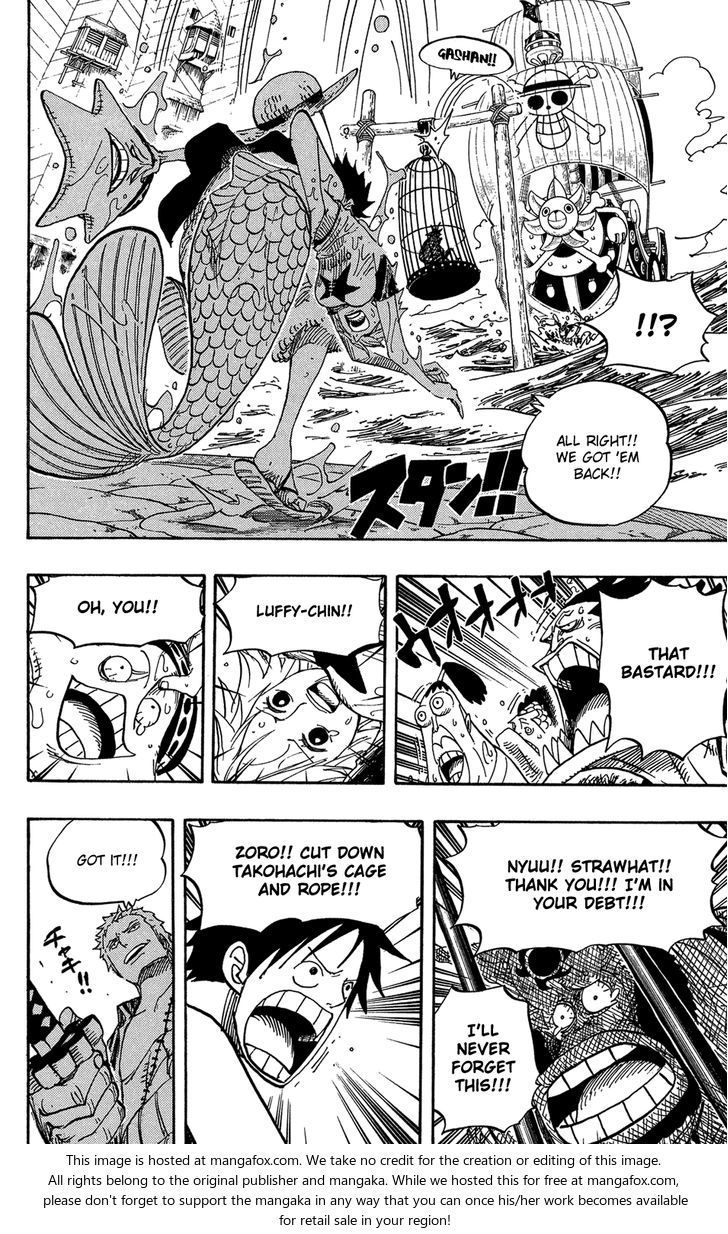 GASHAN!!
!!?
ALL RIGHT!!
WE GOT 'EM
BACK!!
スタン!!
THAT
BASTARD!!!
ウオオオオ
LUFFY-CHIN!!
OH, YOU!!
NYUU!! STRAWHAT!!
THANK YOU!!! I'M IN
YOUR DEBT!!!
I'LL
NEVER
FORGET
THIS!!!
ZORO!! CUT DOWN
TAKOHACHI'S CAGE
AND ROPE!!!
GOT IT!!!
チャキ!!
This image is hosted at mangafox.com. We take no credit for the creation or editing of this image.
All rights belong to the original publisher and mangaka. While we hosted this for free at mangafox.com,
please don't forget to support the mangaka in any way that you can once his/her work becomes available
for retail sale in your region!